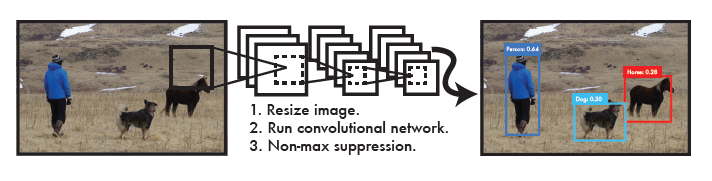 1. Resize image.
2. Run convolutional network.
3. Non-max suppression.
Person: 0.64
Horse: 0.28
Dog: 0.30